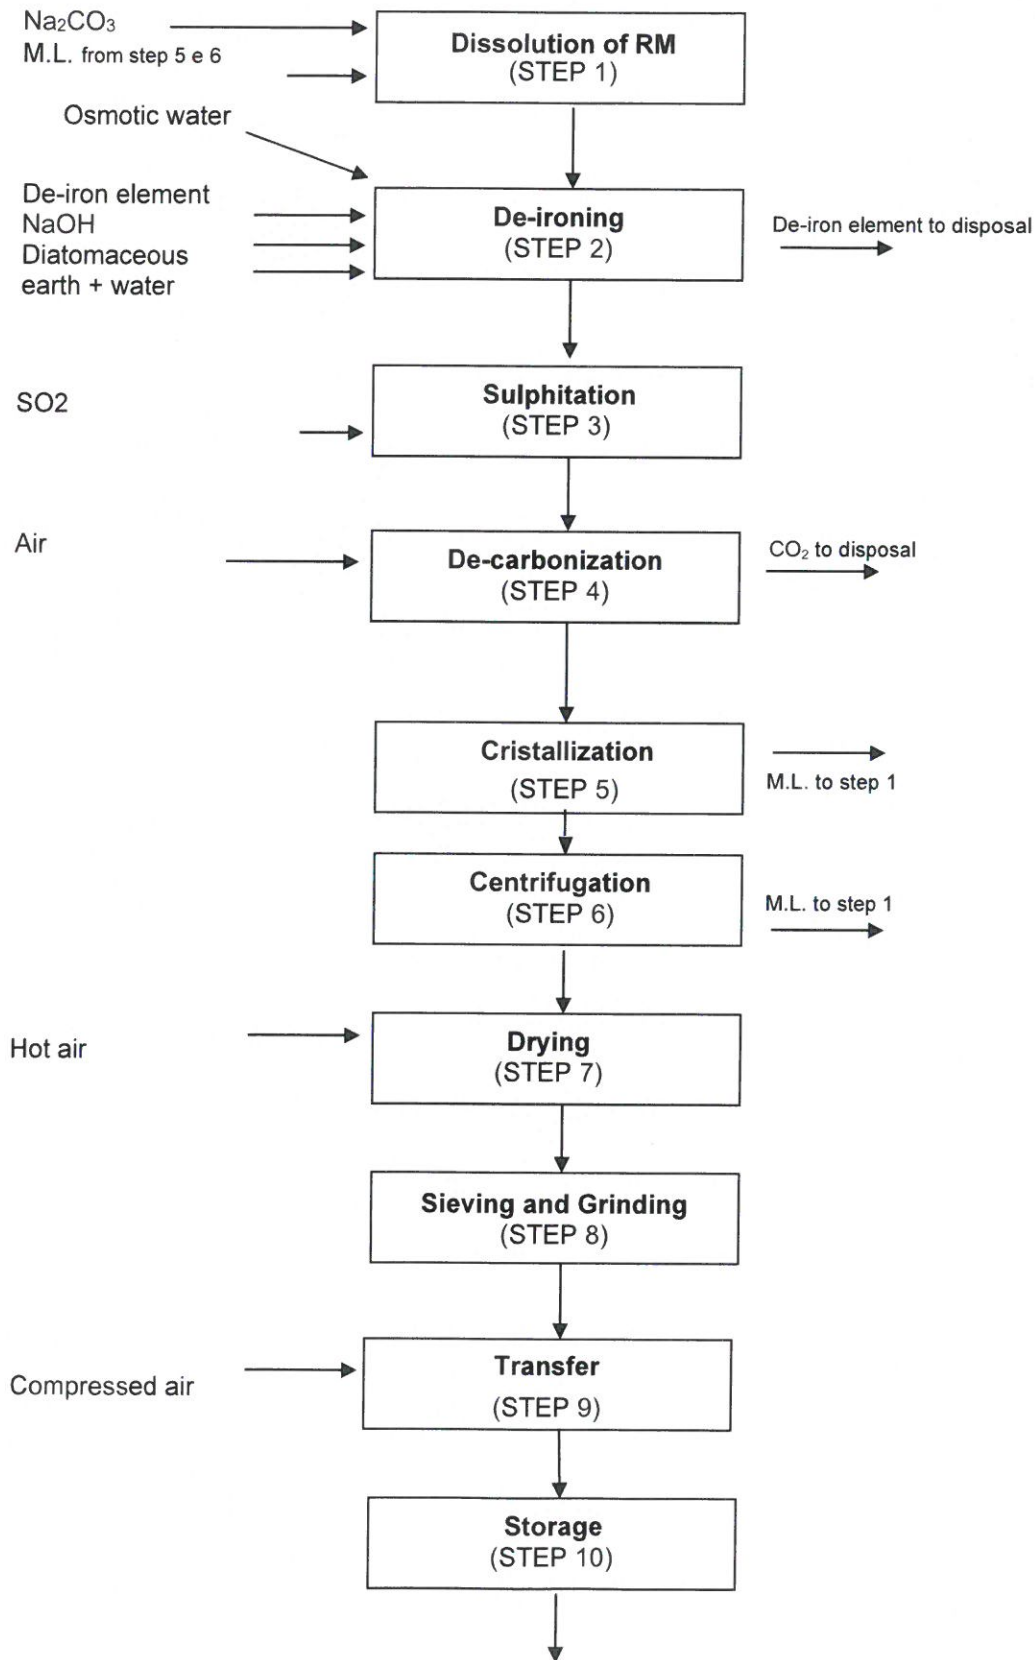 Na₂CO₃
M.L. from step 5 e 6
Dissolution of RM
(STEP 1)
Osmotic water
De-iron element
NaOH
Diatomaceous
earth + water
De-ironing
(STEP 2)
De-iron element to disposal
SO2
Sulphitation
(STEP 3)
Air
De-carbonization
(STEP 4)
CO₂ to disposal
Cristallization
(STEP 5)
M.L. to step 1
Centrifugation
(STEP 6)
M.L. to step 1
Hot air
Drying
(STEP 7)
Sieving and Grinding
(STEP 8)
Compressed air
Transfer
(STEP 9)
Storage
(STEP 10)